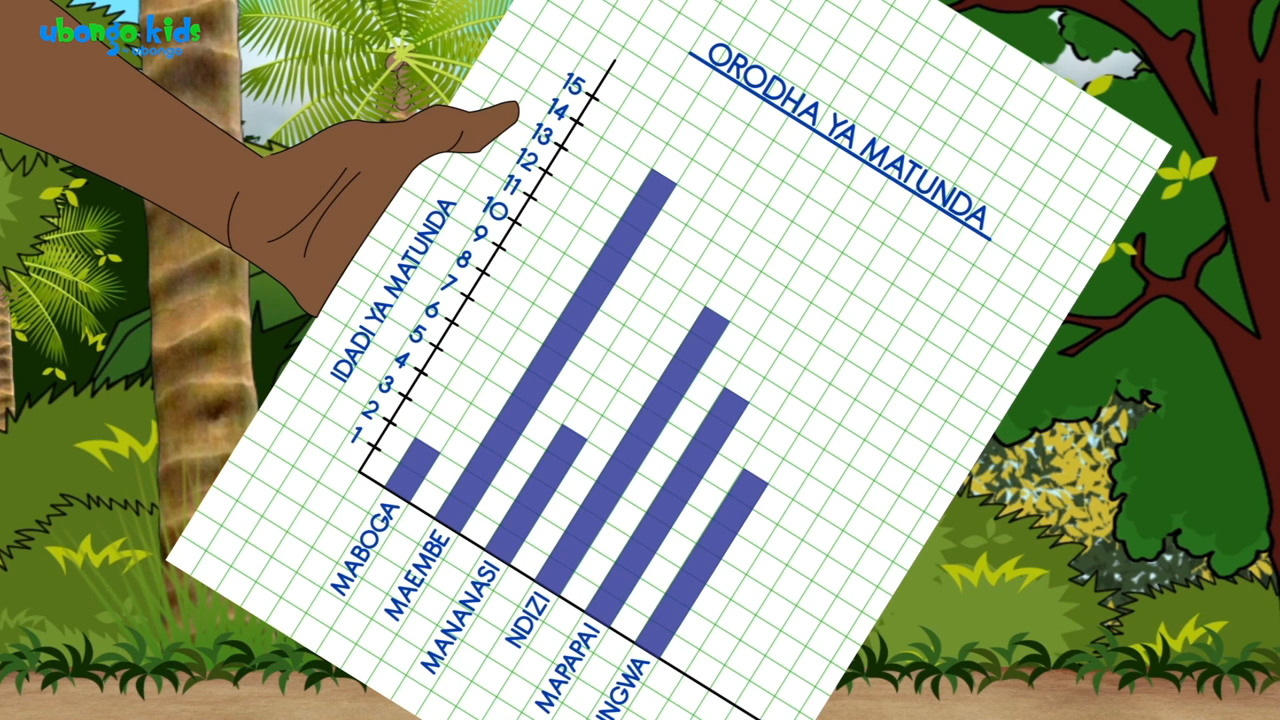 ubongo kids
by ubongo
ORODHA YA MATUNDA
IDADI YA MATUNDA
15
14
13
12
11
10
9
8
7
6
5
4
3
2
1
MABOGA
MAEMBE
MANANASI
NDIZI
MAPAPAI